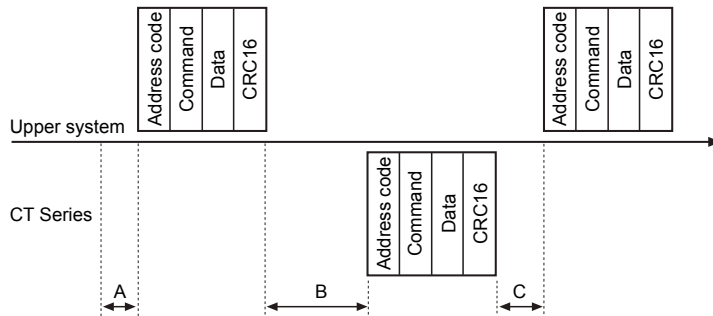 Address code
Command
Data
CRC16
Address code
Command
Data
CRC16
Upper system
CT Series
Address code
Command
Data
CRC16
A
B
C